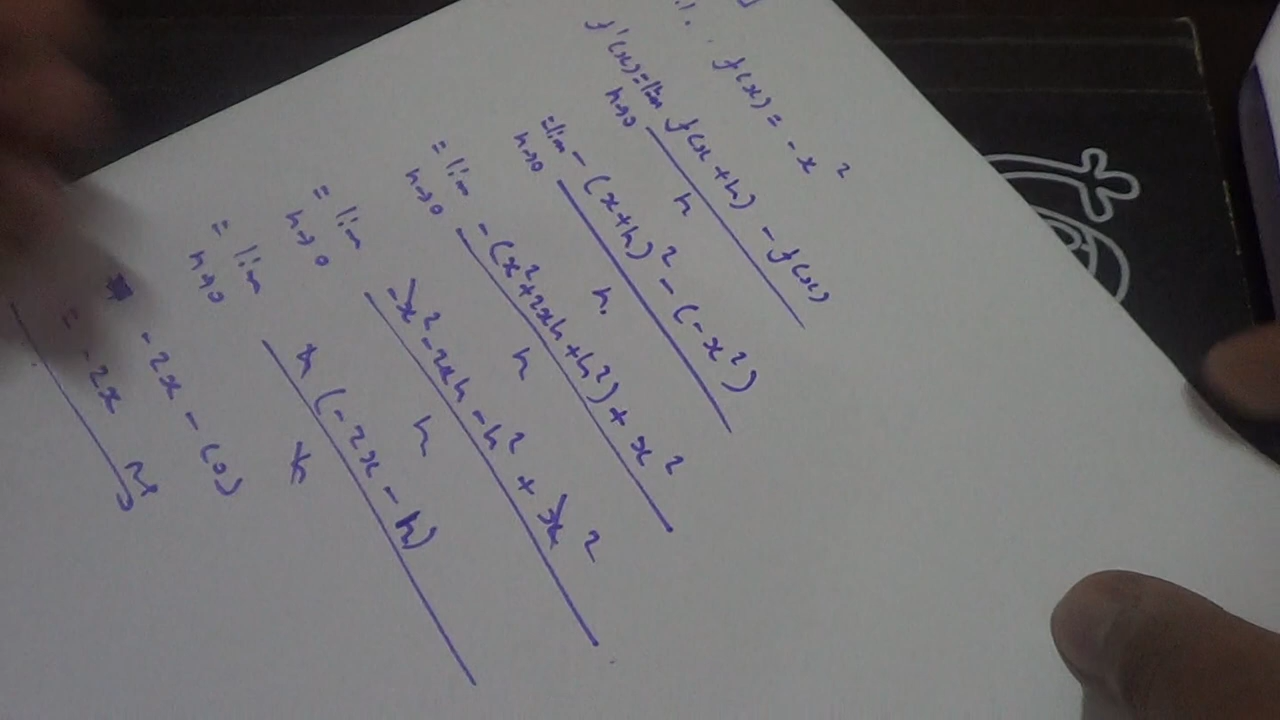 1. f(x) = -x²
f'(x) = lim h→0 f(x+h) - f(x) / h
= lim h→0 -(x+h)² - (-x²) / h
= lim h→0 -(x²+2xh+h²) + x² / h
= lim h→0 -x² - 2xh - h² + x² / h
= lim h→0 h(-2x - h) / h
-2x - (0)
= -2x